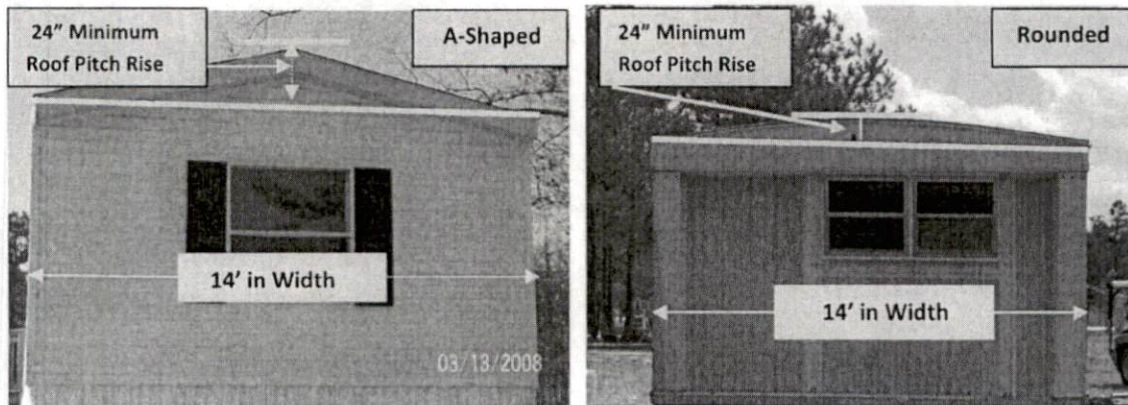 24" Minimum
Roof Pitch Rise
A-Shaped
14' in Width
03/13/2008
24" Minimum
Roof Pitch Rise
Rounded
14' in Width